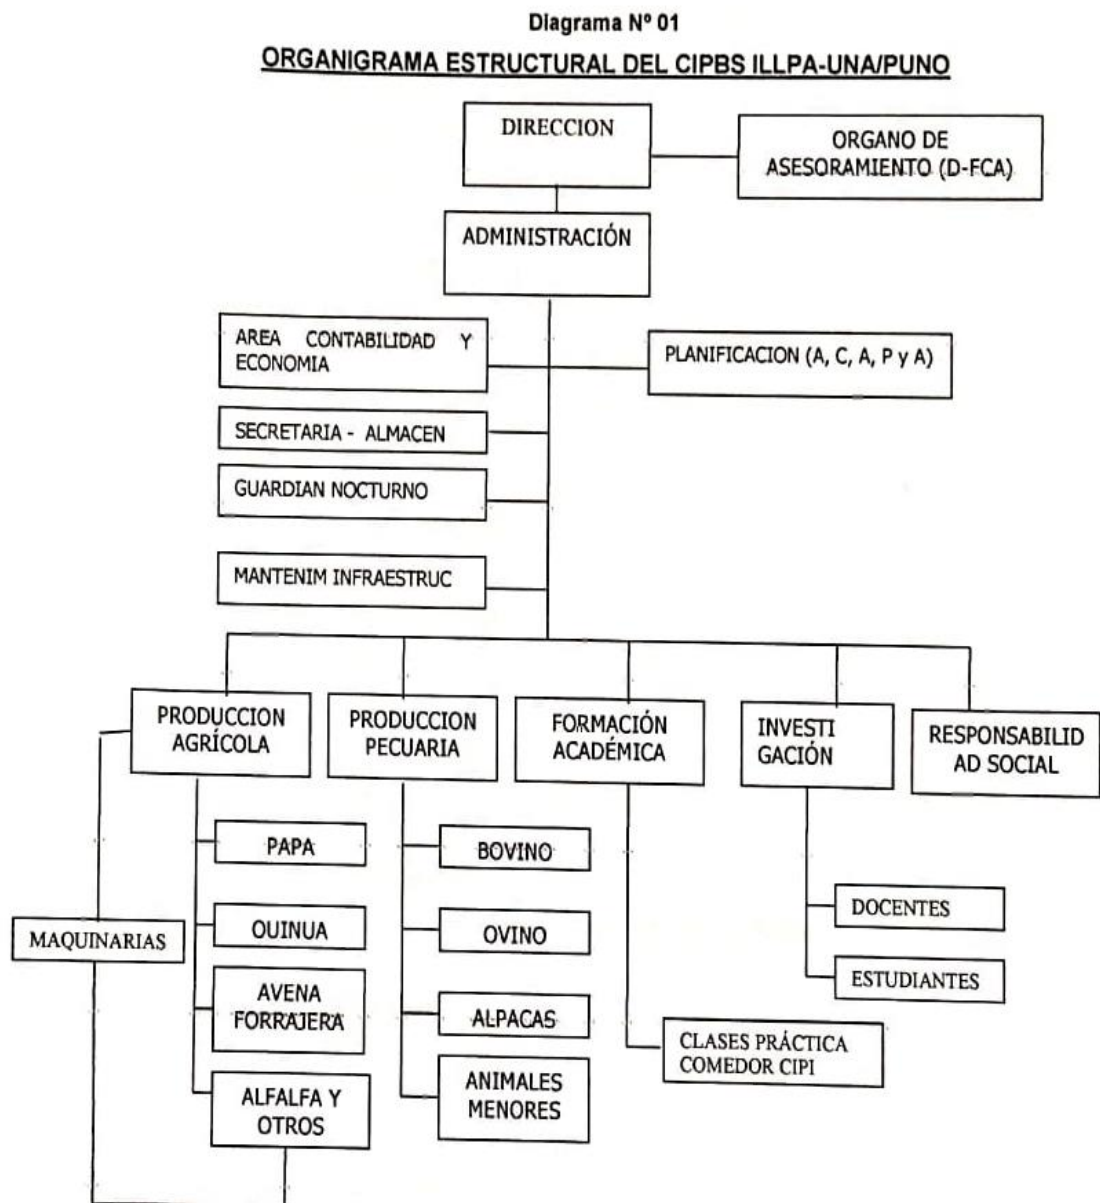 Diagrama Nº 01
ORGANIGRAMA ESTRUCTURAL DEL CIPBS ILLPA-UNA/PUNO
DIRECCION
ORGANO DE
ASESORAMIENTO (D-FCA)
ADMINISTRACIÓN
AREA CONTABILIDAD Y
ECONOMIA
PLANIFICACION (A, C, A, P y A)
SECRETARIA - ALMACEN
GUARDIAN NOCTURNO
MANTENIM INFRAESTRUC
PRODUCCION
AGRÍCOLA
PRODUCCION
PECUARIA
FORMACIÓN
ACADÉMICA
INVESTI
GACIÓN
RESPONSABILID
AD SOCIAL
PAPA
BOVINO
DOCENTES
MAQUINARIAS
OUINUA
OVINO
ESTUDIANTES
AVENA
FORRAJERA
ALPACAS
CLASES PRÁCTICA
COMEDOR CIPI
ALFALFA Y
OTROS
ANIMALES
MENORES